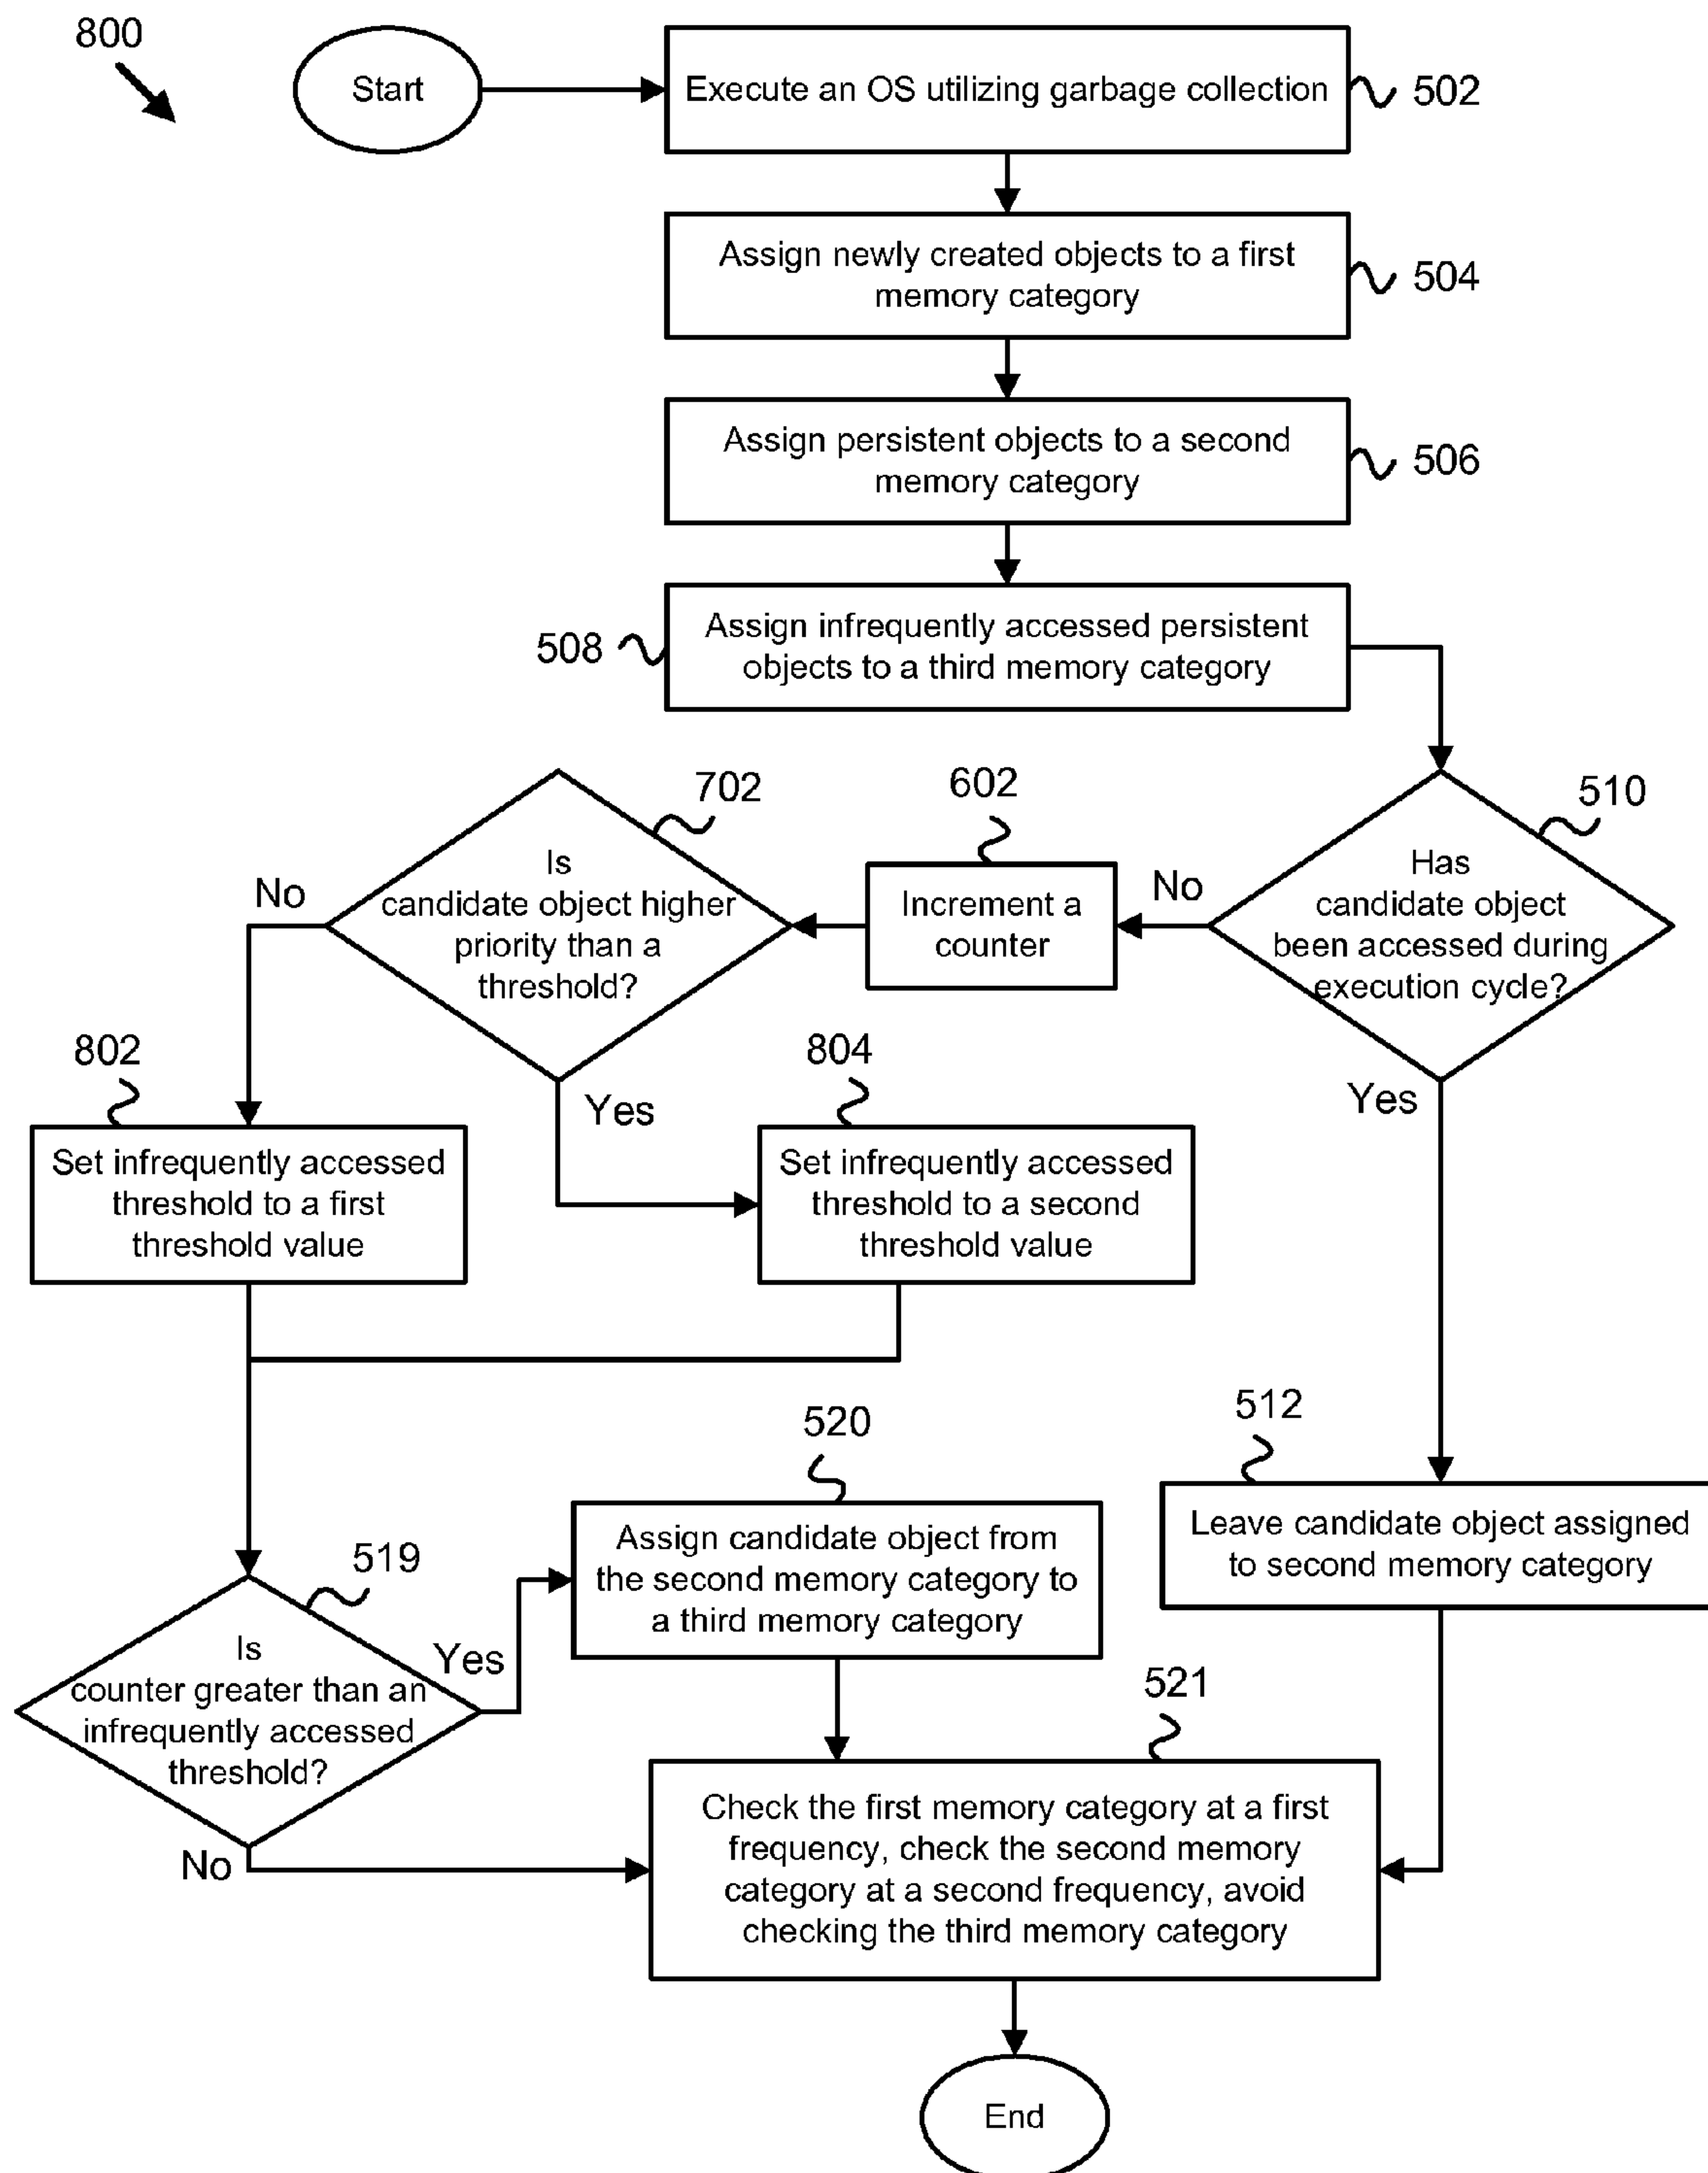 800
Start
Execute an OS utilizing garbage collection
502
Assign newly created objects to a first
memory category
504
Assign persistent objects to a second
memory category
506
508
Assign infrequently accessed persistent
objects to a third memory category
702
602
510
Is
candidate object higher
priority than a
threshold?
No
Increment a
counter
No
Has
candidate object
been accessed during
execution cycle?
802
Yes
804
Yes
Set infrequently accessed
threshold to a first
threshold value
Set infrequently accessed
threshold to a second
threshold value
520
512
Assign candidate object from
the second memory category to
a third memory category
Leave candidate object assigned
to second memory category
519
Is
counter greater than an
infrequently accessed
threshold?
Yes
No
521
Check the first memory category at a first
frequency, check the second memory
category at a second frequency, avoid
checking the third memory category
End